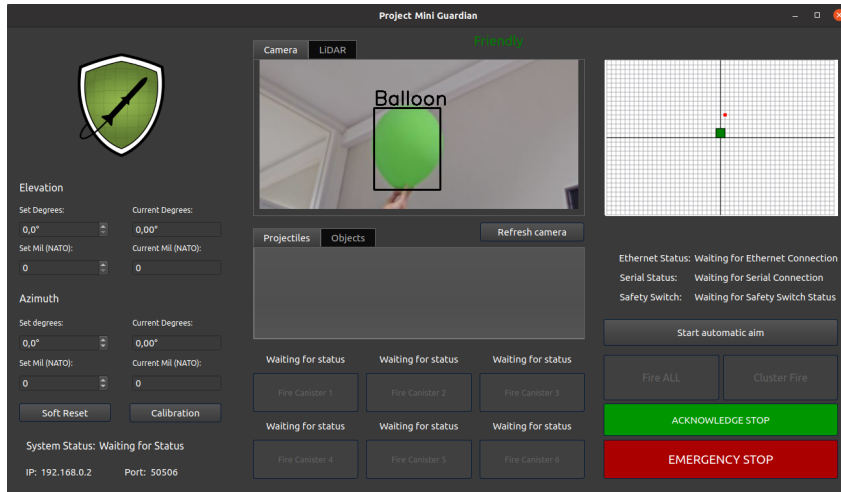 Project Mini Guardian
Camera
LiDAR
Friendly
Balloon
Elevation
Set Degrees:
Current Degrees:
0,0°
0,00°
Set Mil (NATO):
Current Mil (NATO):
0
0
Azimuth
Set degrees:
Current Degrees:
0,0°
0,00°
Set Mil (NATO):
Current Mil (NATO):
0
0
Soft Reset
Calibration
System Status: Waiting for Status
IP: 192.168.0.2
Port: 50506
Projectiles
Objects
Refresh camera
Waiting for status
Waiting for status
Waiting for status
Fire Canister 1
Fire Canister 2
Fire Canister 3
Waiting for status
Waiting for status
Waiting for status
Fire Canister 4
Fire Canister 5
Fire Canister 6
Ethernet Status: Waiting for Ethernet Connection
Serial Status: Waiting for Serial Connection
Safety Switch: Waiting for Safety Switch Status
Start automatic aim
Fire ALL
Cluster Fire
ACKNOWLEDGE STOP
EMERGENCY STOP